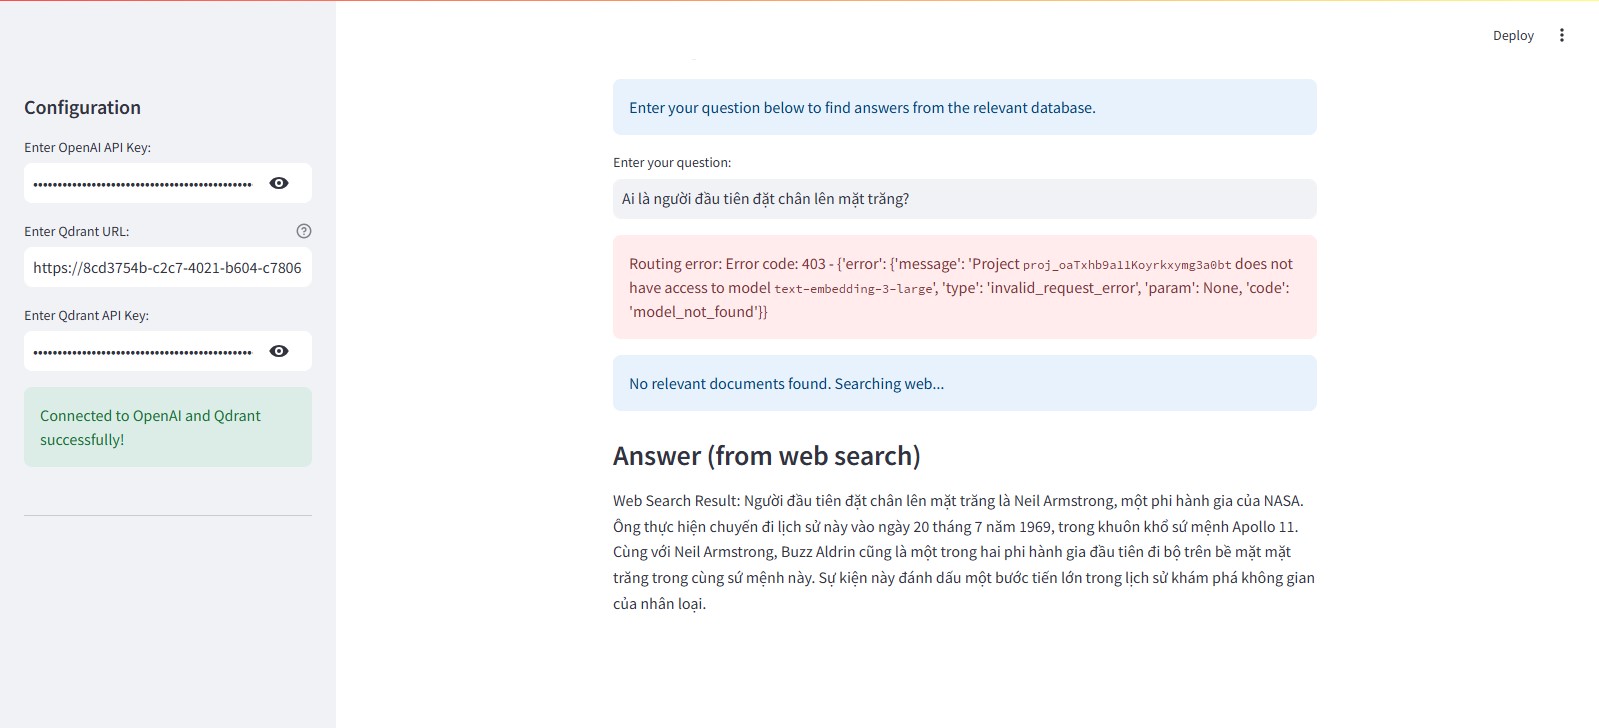 Deploy
Configuration
Enter OpenAI API Key:
Enter Qdrant URL:
https://8cd3754b-c2c7-4021-b604-c7806
Enter Qdrant API Key:
Connected to OpenAI and Qdrant
successfully!
Enter your question below to find answers from the relevant database.
Enter your question:
Ai là người đầu tiên đặt chân lên mặt trăng?
Routing error: Error code: 403 - {'error': {'message': 'Project proj_oaTxhb9a1lKoyrkxymg3a0bt does not
have access to model text-embedding-3-large', 'type': 'invalid_request_error', 'param': None, 'code':
'model_not_found'}}
No relevant documents found. Searching web...
Answer (from web search)
Web Search Result: Người đầu tiên đặt chân lên mặt trăng là Neil Armstrong, một phi hành gia của NASA.
Ông thực hiện chuyến đi lịch sử này vào ngày 20 tháng 7 năm 1969, trong khuôn khổ sứ mệnh Apollo 11.
Cùng với Neil Armstrong, Buzz Aldrin cũng là một trong hai phi hành gia đầu tiên đi bộ trên bề mặt mặt
trăng trong cùng sứ mệnh này. Sự kiện này đánh dấu một bước tiến lớn trong lịch sử khám phá không gian
của nhân loại.